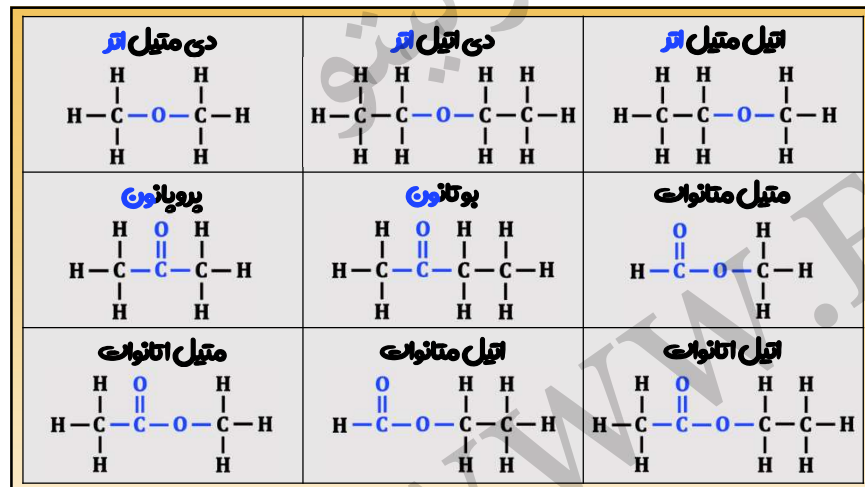 اتیل متیل اتر
دی اتیل اتر
دی متیل اتر
H H H
H—C—C—O—C—H
H H H
H H H H
H—C—C—O—C—C—H
H H H H
H H
H—C—O—C—H
H H
متیل متانوات
بوتانون
پروپانون
O H
H—C—O—C—H
H
H O H H
H—C—C—C—C—H
H H H
H O H
H—C—C—C—H
H H
اتیل اتانوات
اتیل متانوات
متیل اتانوات
H O H H
H—C—C—O—C—C—H
H H H
O H H
H—C—O—C—C—H
H H
H O H
H—C—C—O—C—H
H H